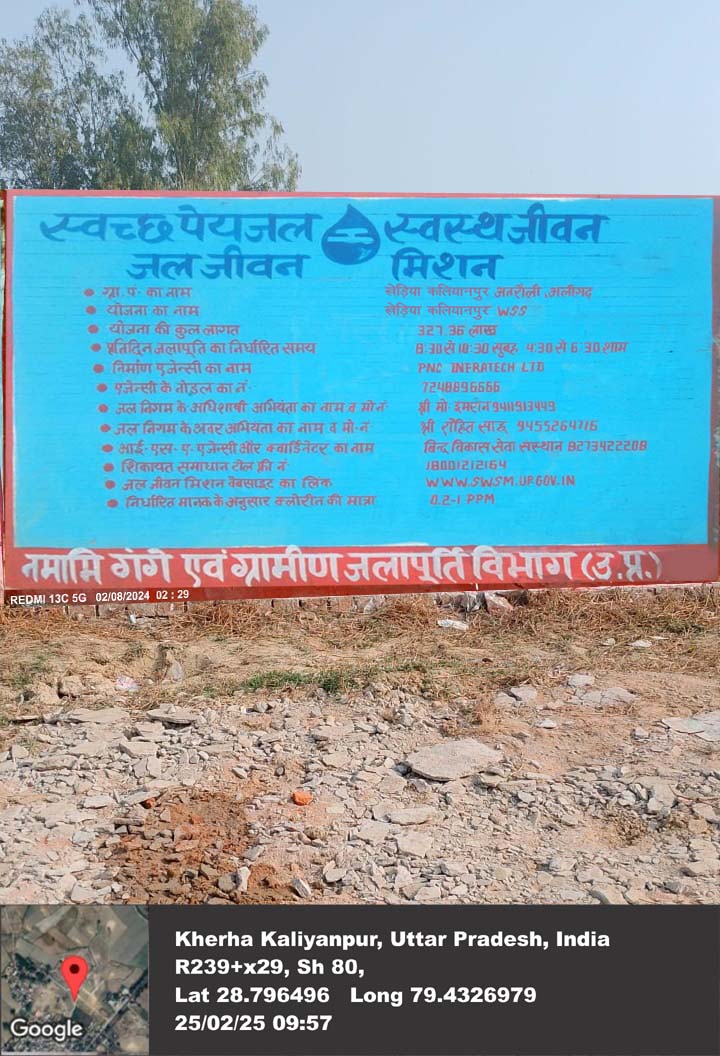 स्वच्छ पेयजल स्वस्थ जीवन
जल जीवन मिशन
ग्रा. पं. का नाम खेड़िया कलियानपुर अतरौली, अलीगढ़
योजना का नाम खेड़िया कलियानपुर WSS
योजना की कुल लागत 327.96 लाख
प्रतिदिन जलापूर्ति का निर्धारित समय 8:30 से 10:30 सुबह 4:30 से 6:30 शाम
निर्माण एजेन्सी का नाम PNC INFRATECH LTD
एजेन्सी के नोडल का नं- 7248896666
जल निगम के अधिशाषी अभियंता का नाम व मो.नं. श्री मो. इमरान 9411913449
जल निगम के अवर अभियंता का नाम व मो-नं श्री रोहित साहू 9455264716
आई-एस-ए- एजेन्सी और क्वार्डिनेटर का नाम बिन्द विकास सेवा संस्थान 8273422208
शिकायत समाधान टोल फ्री नं 18001212164
जल जीवन मिशन वेबसाइट का लिंक WWW.SWSM.UP.GOV.IN
निर्धारित मानक के अनुसार क्लोरीन की मात्रा 0.2-1 PPM
नमामि गंगे एवं ग्रामीण जलापूर्ति विभाग (उ.प्र.)
REDMI 13C 5G 02/08/2024 02:29
Kherha Kaliyanpur, Uttar Pradesh, India
R239+x29, Sh 80,
Lat 28.796496 Long 79.4326979
25/02/25 09:57
Google